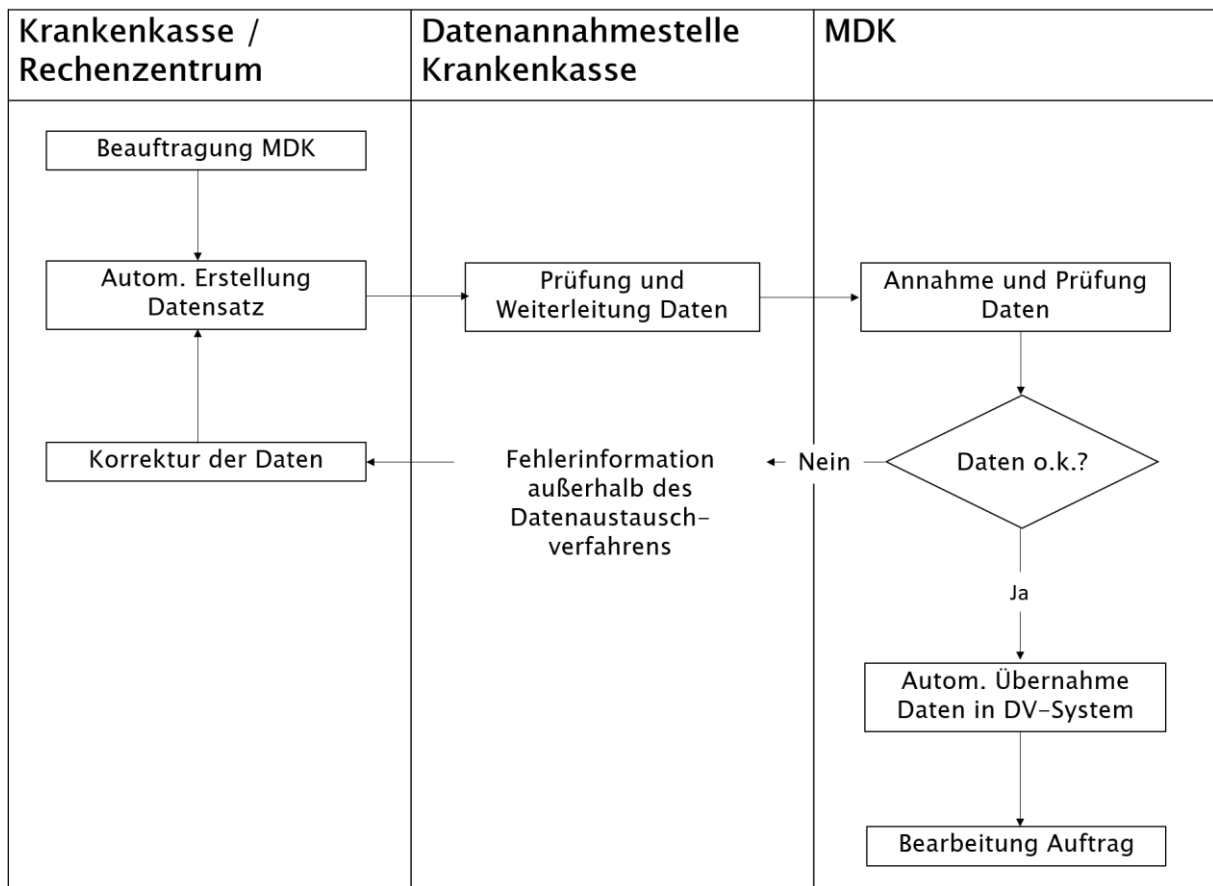 Krankenkasse /
Rechenzentrum
Datenannahmestelle
Krankenkasse
MDK
Beauftragung MDK
Autom. Erstellung
Datensatz
Prüfung und
Weiterleitung Daten
Annahme und Prüfung
Daten
Korrektur der Daten
Fehlerinformation
außerhalb des
Datenaustausch-
verfahrens
Nein
Daten o.k.?
Ja
Autom. Übernahme
Daten in DV-System
Bearbeitung Auftrag